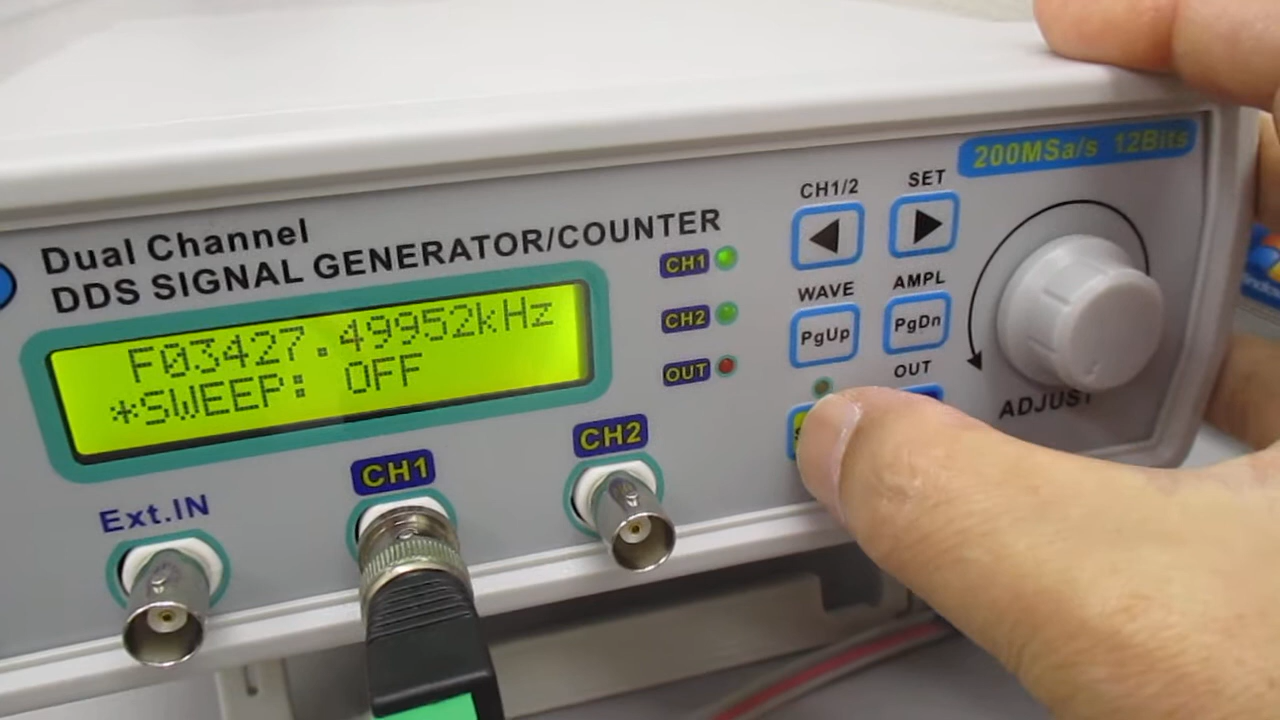 200MSa/s 12Bits
Dual Channel
DDS SIGNAL GENERATOR/COUNTER
F03427.49952kHz
*SWEEP: OFF
CH1
CH2
OUT
CH1/2
SET
WAVE
AMPL
PgUp
PgDn
OUT
ADJUST
Ext.IN
CH1
CH2